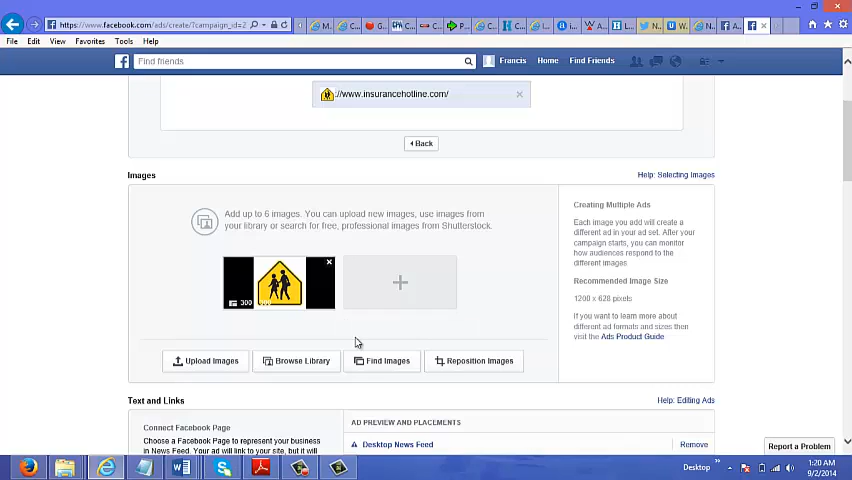 https://www.facebook.com/ads/create/?campaign_id=2
File Edit View Favorites Tools Help
Find friends
Francis Home Find Friends
://www.insurancehotline.com/
Back
Images
Help: Selecting Images
Add up to 6 images. You can upload new images, use images from
your library or search for free, professional images from Shutterstock.
300
Upload Images
Browse Library
Find Images
Reposition Images
Creating Multiple Ads
Each image you add will create a
different ad in your ad set. After your
campaign starts, you can monitor
how audiences respond to the
different images
Recommended Image Size
1200 x 628 pixels
If you want to learn more about
different ad formats and sizes then
visit the Ads Product Guide
Text and Links
Help: Editing Ads
Connect Facebook Page
Choose a Facebook Page to represent your business
in News Feed. Your ad will link to your site, but it will
AD PREVIEW AND PLACEMENTS
Desktop News Feed
Remove
Report a Problem
Desktop
1:20 AM
9/2/2014